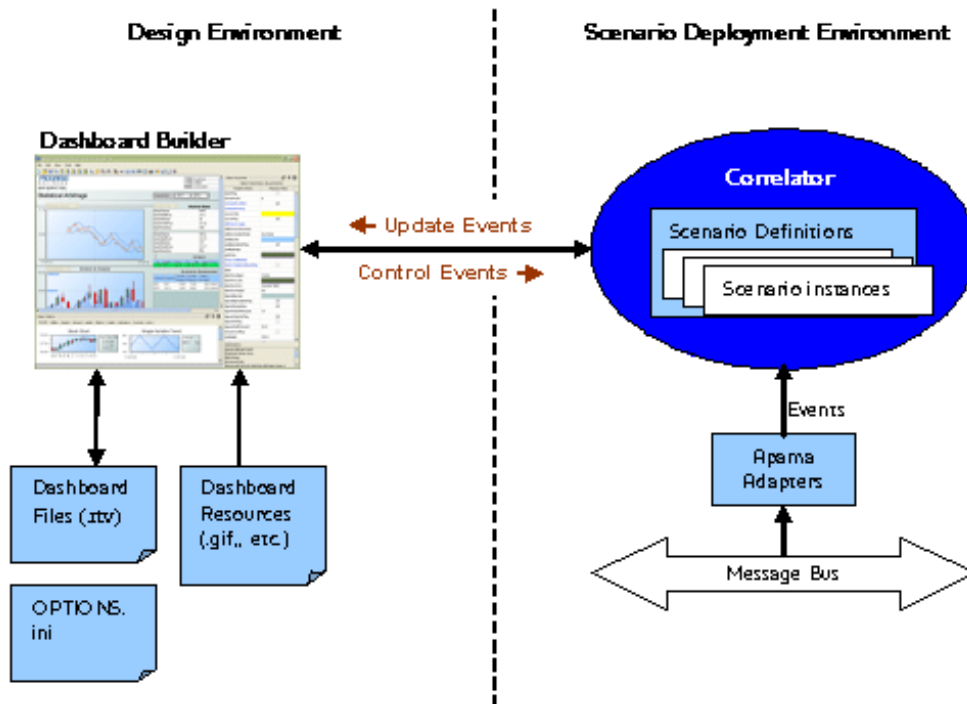 Design Environment
Scenario Deployment Environment
Dashboard Builder
Correlator
Update Events
Control Events
Scenario Definitions
Scenario instances
Events
Apama
Adapters
Message Bus
Dashboard
Files (.rtv)
Dashboard
Resources
(.gif,, etc.)
OPTIONS.
ini